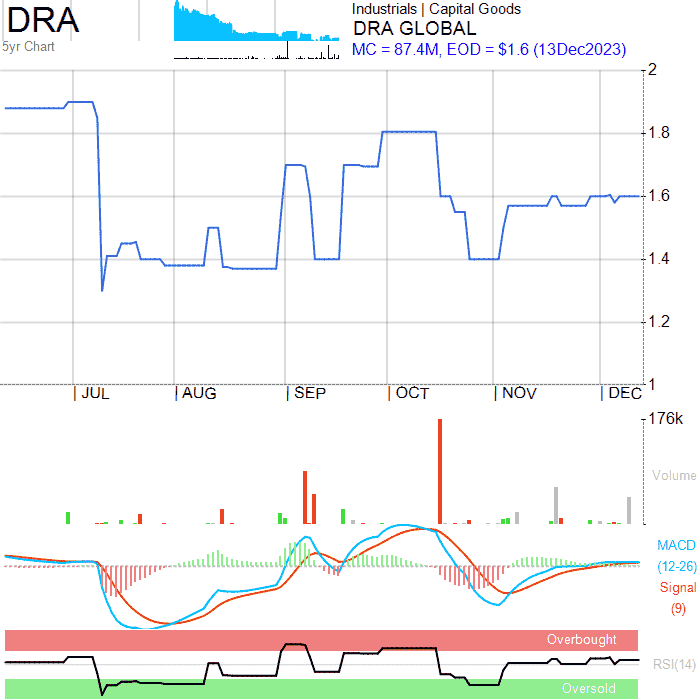 DRA
5yr Chart
Industrials | Capital Goods
DRA GLOBAL
MC = 87.4M, EOD = $1.6 (13Dec2023)
2
1.8
1.6
1.4
1.2
1
| JUL | AUG | SEP | OCT | NOV | DEC
176k
Volume
MACD
(12-26)
Signal
(9)
Overbought
RSI(14)
Oversold